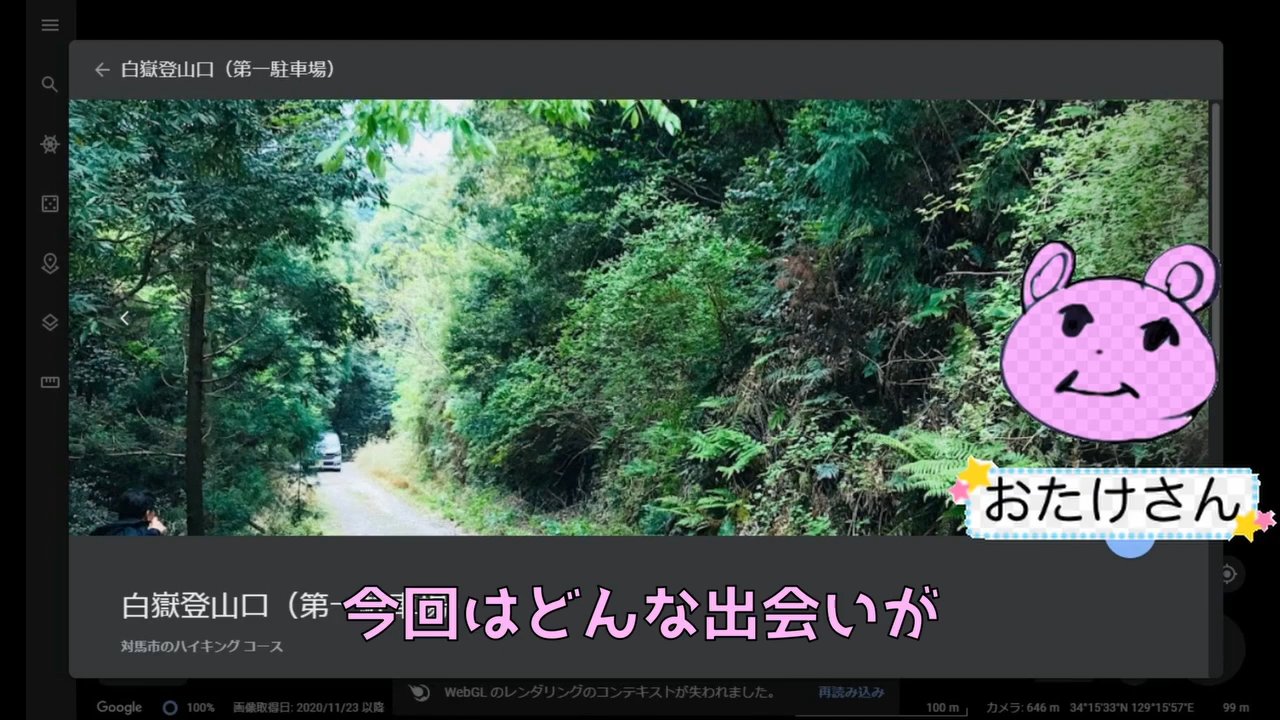 白嶽登山口（第一駐車場）
おたけさん
白嶽登山口（第一
今回はどんな出会いが
対馬市のハイキング コース
WebGL のレンダリングのコンテキストが失われました。 再読み込み
Google 100% 画像取得日: 2020/11/23 以降 100 m カメラ: 646 m 34°15'33"N 129°15'57"E 99 m